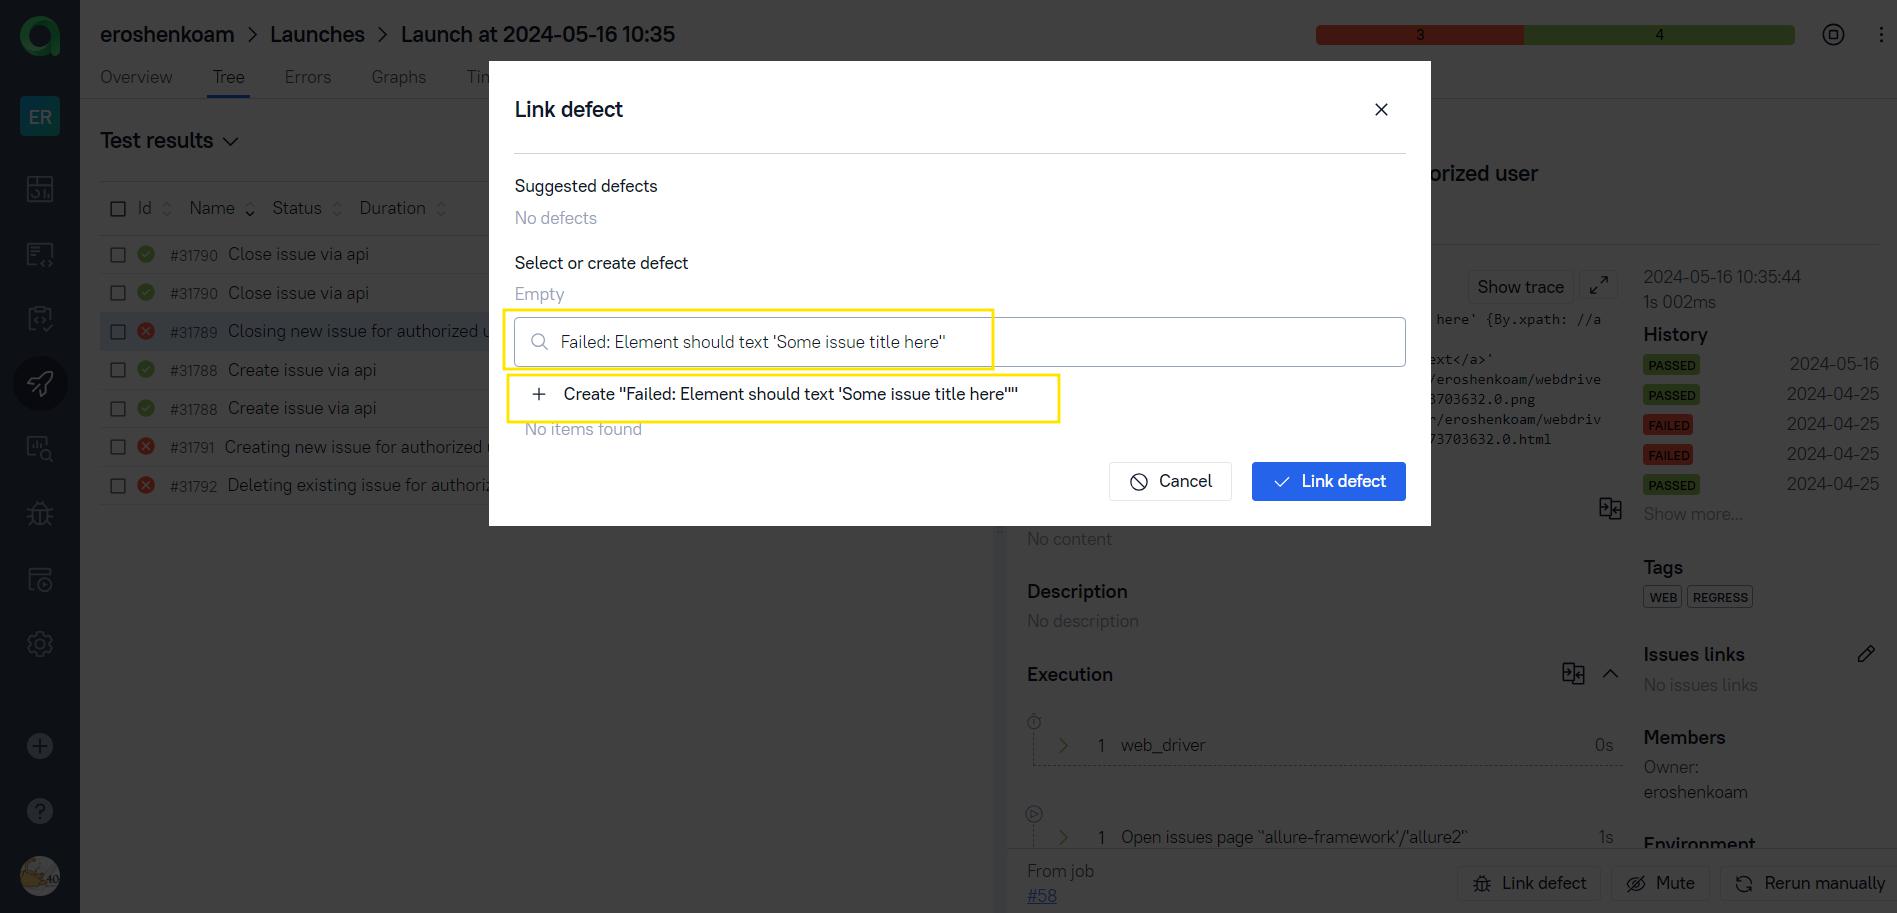 eroshenkoam > Launches > Launch at 2024-05-16 10:35
3
4
Overview
Tree
Errors
Graphs
ER
Test results
Id
Name
Status
Duration
#31790 Close issue via api
#31790 Close issue via api
#31789 Closing new issue for authorized
#31788 Create issue via api
#31788 Create issue via api
#31791 Creating new issue for authorized
#31792 Deleting existing issue for
Link defect
Suggested defects
No defects
Select or create defect
Empty
Failed: Element should text 'Some issue title here"
+ Create "Failed: Element should text 'Some issue title here""
No items found
Cancel
Link defect
orized user
Show trace
here' {By.xpath: //a
ext</a>'
/eroshenkoam/webdrive
3703632.0.png
r/eroshenkoam/webdriv
73703632.0.html
No content
Description
No description
Execution
1 web_driver
0s
1 Open issues page `'allure-framework'/'allure2'`
1s
From job
#58
2024-05-16 10:35:44
1s 002ms
History
PASSED 2024-05-16
PASSED 2024-04-25
FAILED 2024-04-25
FAILED 2024-04-25
PASSED 2024-04-25
Show more...
Tags
WEB
REGRESS
Issues links
No issues links
Members
Owner:
eroshenkoam
Environment
Link defect
Mute
Rerun manually